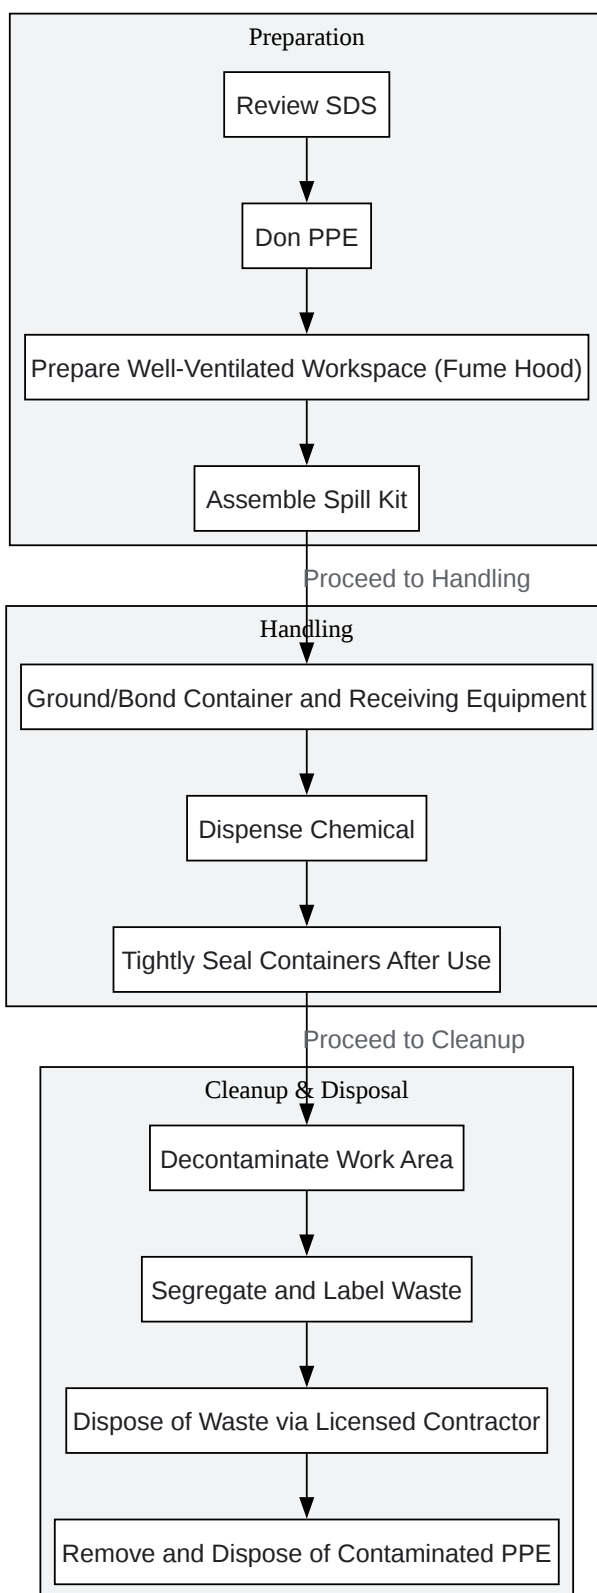 Preparation
Review SDS
Don PPE
Prepare Well-Ventilated Workspace (Fume Hood)
Assemble Spill Kit
Proceed to Handling
Handling
Ground/Bond Container and Receiving Equipment
Dispense Chemical
Tightly Seal Containers After Use
Proceed to Cleanup
Cleanup & Disposal
Decontaminate Work Area
Segregate and Label Waste
Dispose of Waste via Licensed Contractor
Remove and Dispose of Contaminated PPE